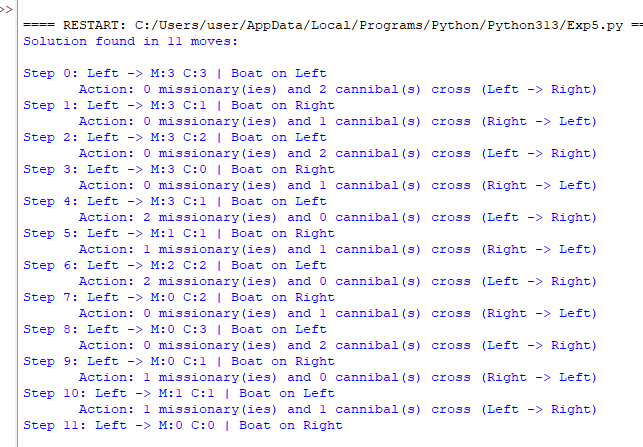 >>
==== RESTART: C:/Users/user/AppData/Local/Programs/Python/Python313/Exp5.py ==
Solution found in 11 moves:
Step 0: Left -> M:3 C:3 | Boat on Left
Action: 0 missionary(ies) and 2 cannibal(s) cross (Left -> Right)
Step 1: Left -> M:3 C:1 | Boat on Right
Action: 0 missionary(ies) and 1 cannibal(s) cross (Right -> Left)
Step 2: Left -> M:3 C:2 | Boat on Left
Action: 0 missionary(ies) and 2 cannibal(s) cross (Left -> Right)
Step 3: Left -> M:3 C:0 | Boat on Right
Action: 0 missionary(ies) and 1 cannibal(s) cross (Right -> Left)
Step 4: Left -> M:3 C:1 | Boat on Left
Action: 2 missionary(ies) and 0 cannibal(s) cross (Left -> Right)
Step 5: Left -> M:1 C:1 | Boat on Right
Action: 1 missionary(ies) and 1 cannibal(s) cross (Right -> Left)
Step 6: Left -> M:2 C:2 | Boat on Left
Action: 2 missionary(ies) and 0 cannibal(s) cross (Left -> Right)
Step 7: Left -> M:0 C:2 | Boat on Right
Action: 0 missionary(ies) and 1 cannibal(s) cross (Right -> Left)
Step 8: Left -> M:0 C:3 | Boat on Left
Action: 0 missionary(ies) and 2 cannibal(s) cross (Left -> Right)
Step 9: Left -> M:0 C:1 | Boat on Right
Action: 1 missionary(ies) and 0 cannibal(s) cross (Right -> Left)
Step 10: Left -> M:1 C:1 | Boat on Left
Action: 1 missionary(ies) and 1 cannibal(s) cross (Left -> Right)
Step 11: Left -> M:0 C:0 | Boat on Right